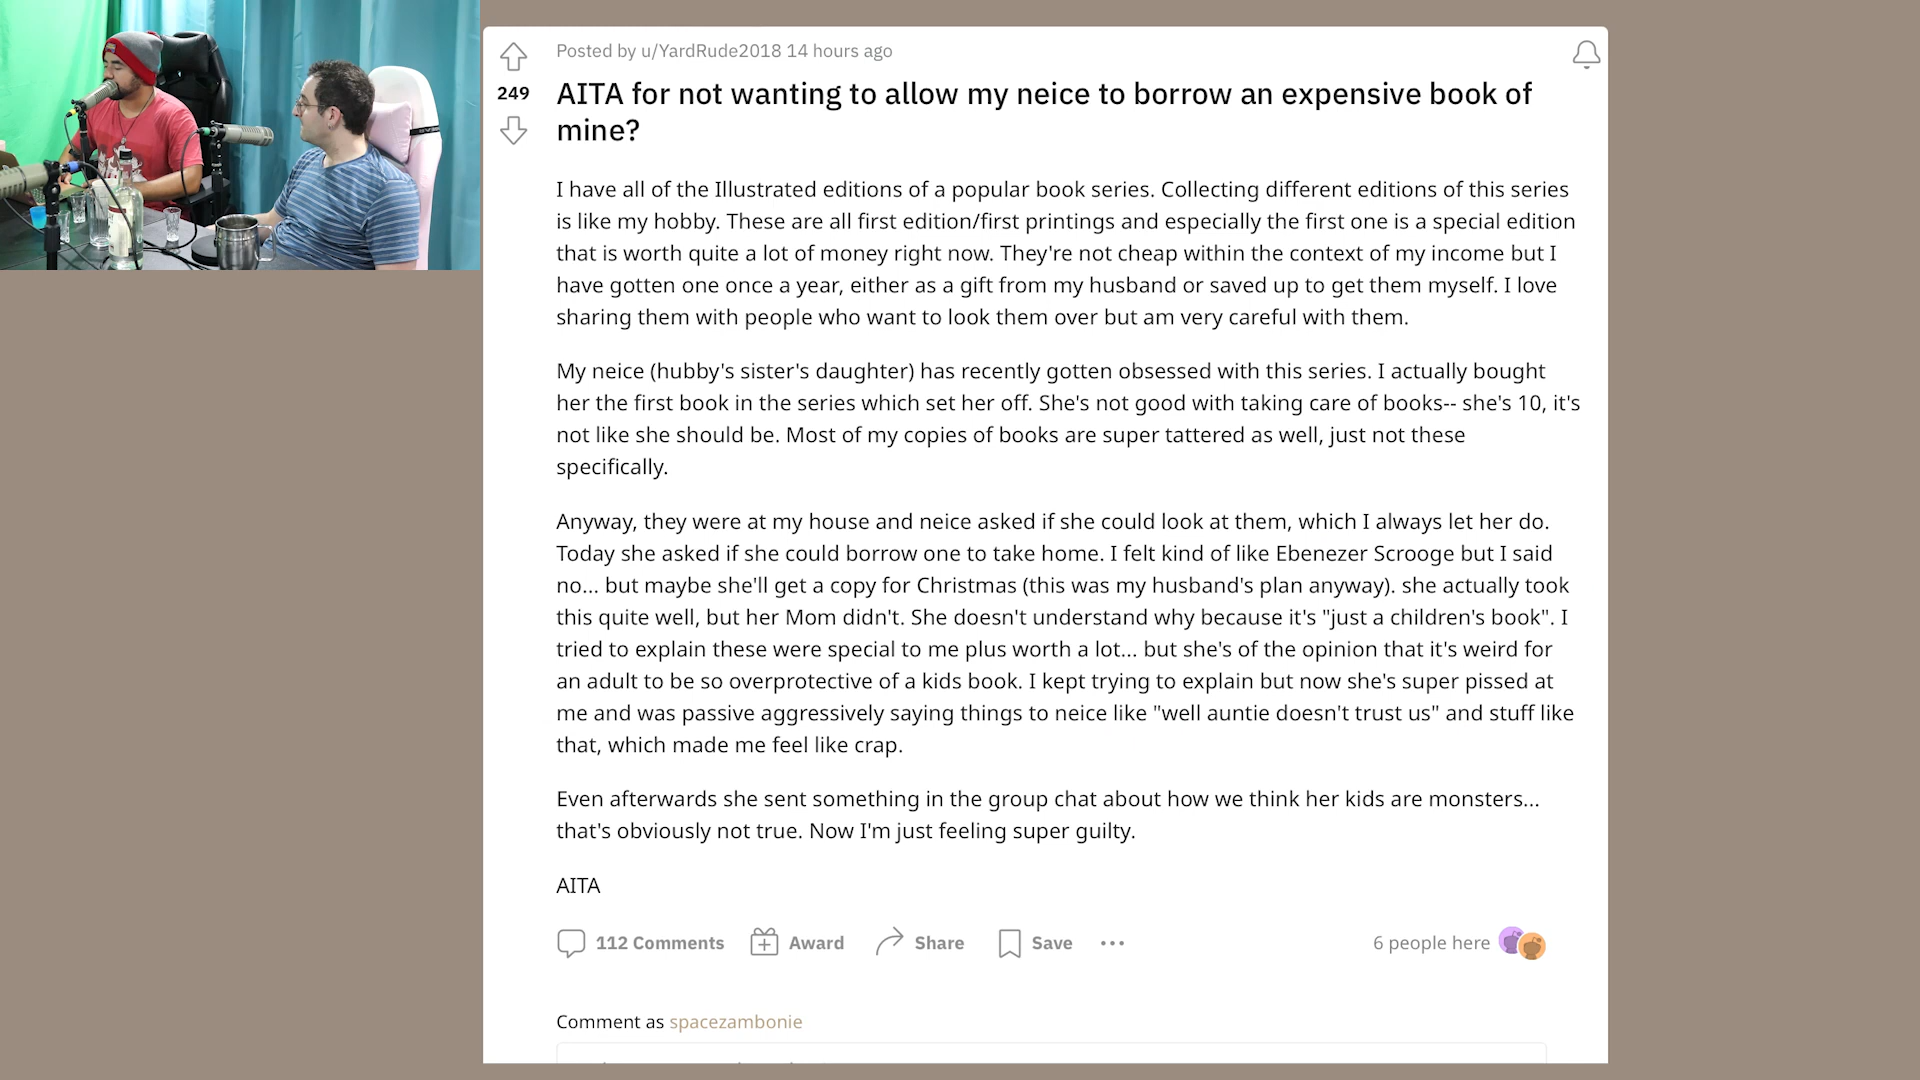 Posted by u/YardRude2018 14 hours ago
249
AITA for not wanting to allow my neice to borrow an expensive book of
mine?
I have all of the Illustrated editions of a popular book series. Collecting different editions of this series
is like my hobby. These are all first edition/first printings and especially the first one is a special edition
that is worth quite a lot of money right now. They're not cheap within the context of my income but I
have gotten one once a year, either as a gift from my husband or saved up to get them myself. I love
sharing them with people who want to look them over but am very careful with them.
My neice (hubby's sister's daughter) has recently gotten obsessed with this series. I actually bought
her the first book in the series which set her off. She's not good with taking care of books-- she's 10, it's
not like she should be. Most of my copies of books are super tattered as well, just not these
specifically.
Anyway, they were at my house and neice asked if she could look at them, which I always let her do.
Today she asked if she could borrow one to take home. I felt kind of like Ebenezer Scrooge but I said
no... but maybe she'll get a copy for Christmas (this was my husband's plan anyway). she actually took
this quite well, but her Mom didn't. She doesn't understand why because it's "just a children's book". I
tried to explain these were special to me plus worth a lot... but she's of the opinion that it's weird for
an adult to be so overprotective of a kids book. I kept trying to explain but now she's super pissed at
me and was passive aggressively saying things to neice like "well auntie doesn't trust us" and stuff like
that, which made me feel like crap.
Even afterwards she sent something in the group chat about how we think her kids are monsters...
that's obviously not true. Now I'm just feeling super guilty.
AITA
112 Comments Award Share Save ... 6 people here
Comment as spacezambonie